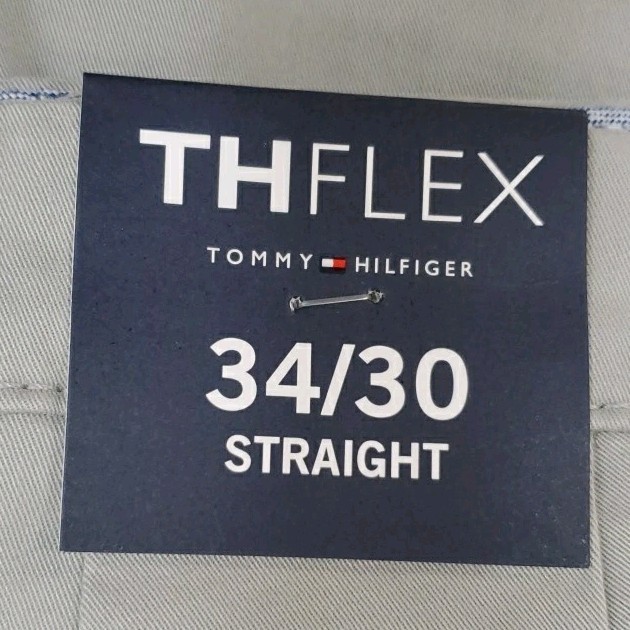 THFLEX
TOMMY HILFIGER
34/30
STRAIGHT